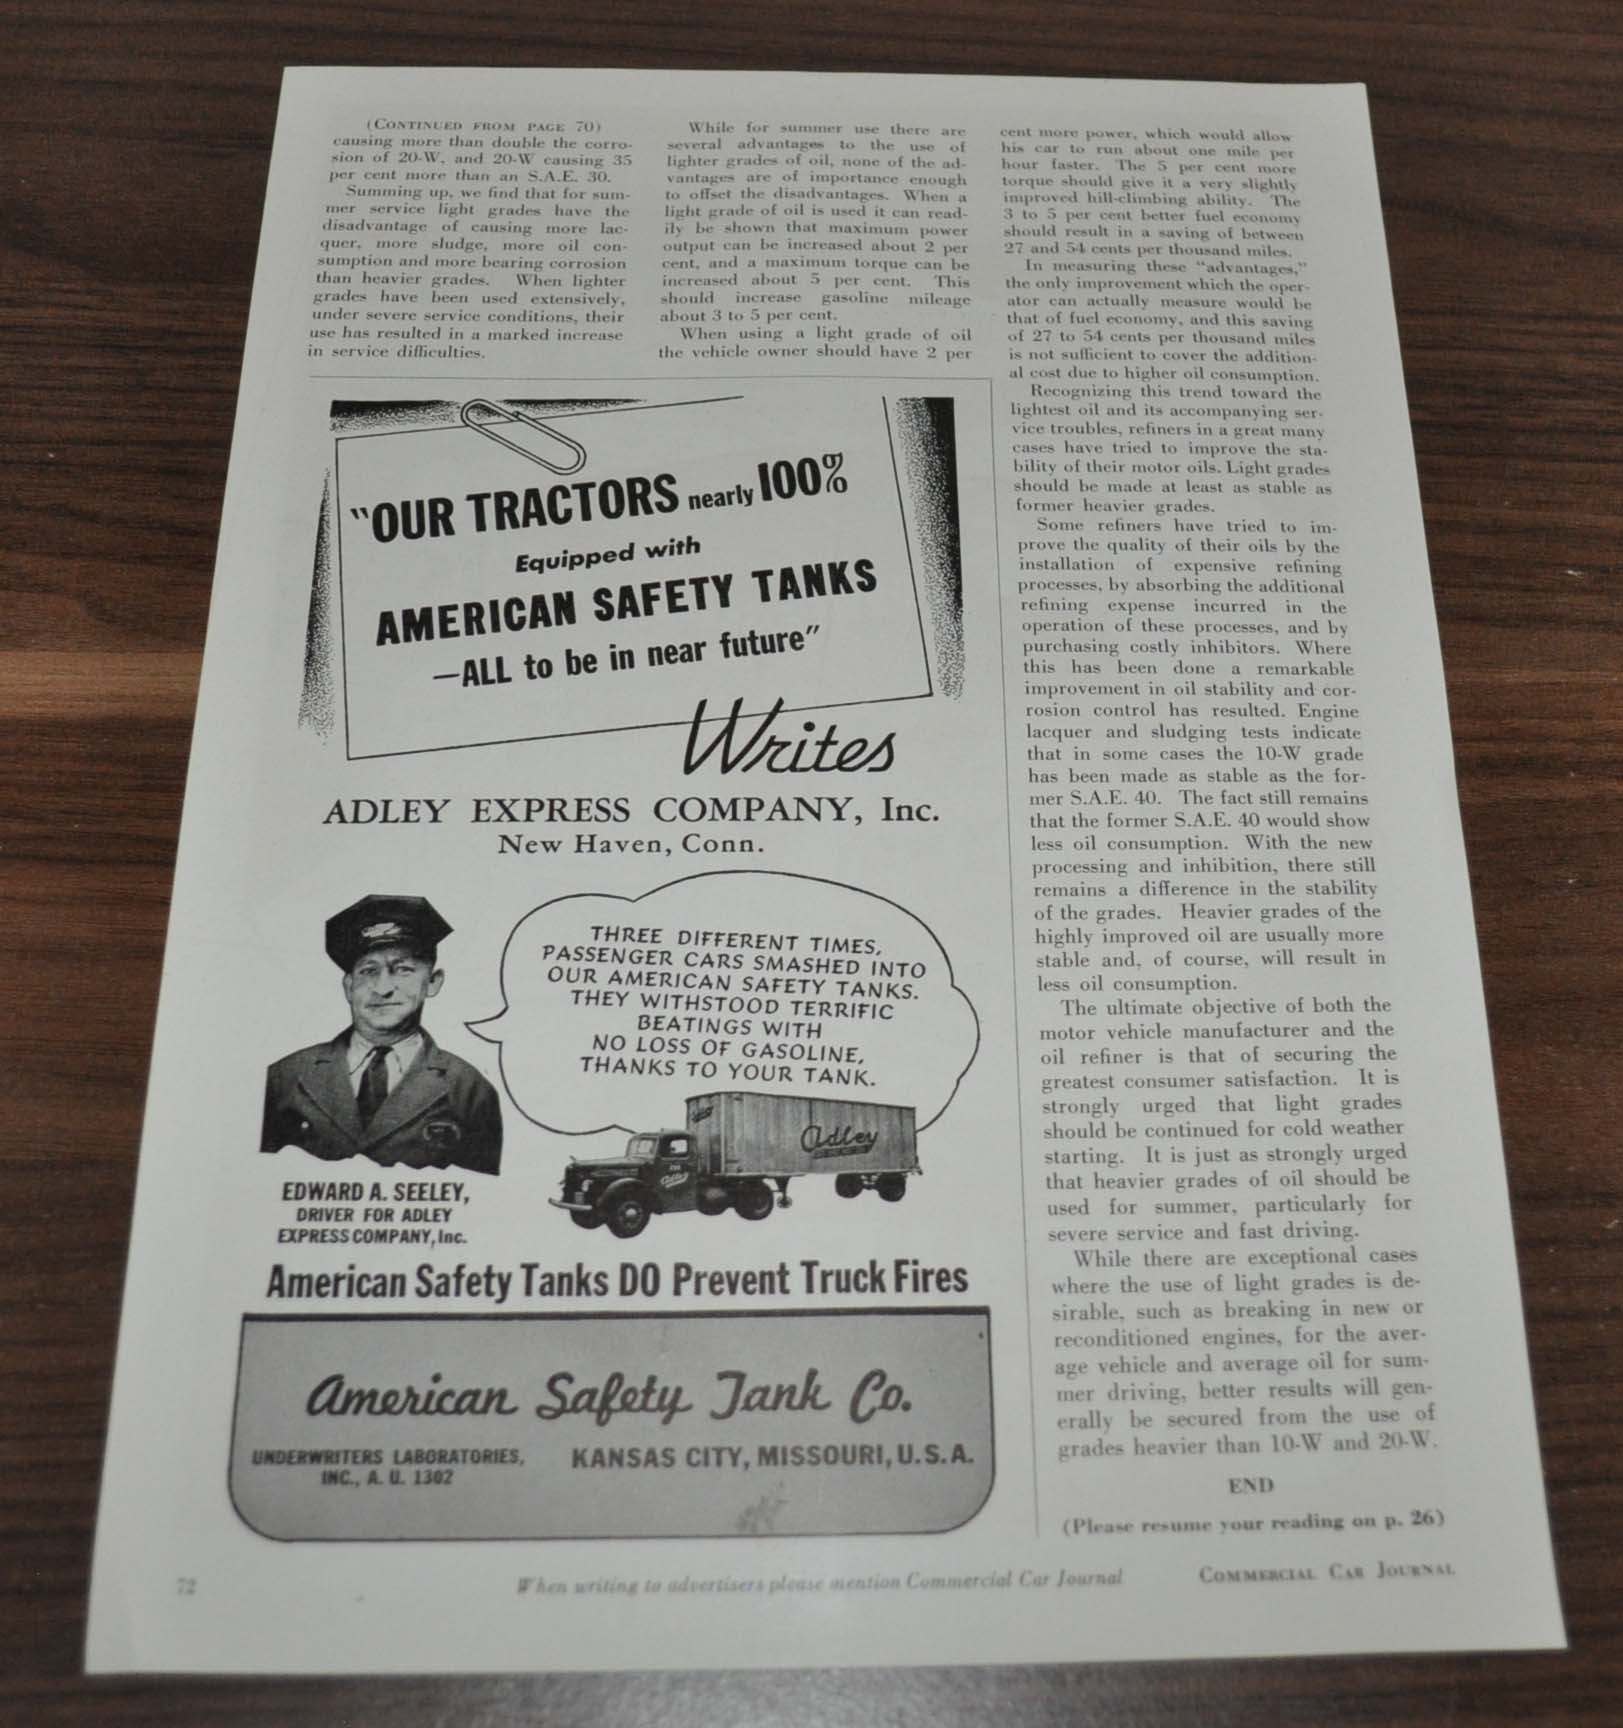 (CONTINUED FROM PAGE 70)
causing more than double the corro-
sion of 20-W, and 20-W causing 35
per cent more than an S.A.E. 30.
Summing up, we find that for sum-
mer service light grades have the
disadvantage of causing more lac-
quer, more sludge, more oil con-
sumption and more bearing corrosion
than heavier grades. When lighter
grades have been used extensively,
under severe service conditions, their
use has resulted in a marked increase
in service difficulties.
While for summer use there are
several advantages to the use of
lighter grades of oil, none of the ad-
vantages are of importance enough
to offset the disadvantages. When a
light grade of oil is used it can read-
ily be shown that maximum power
output can be increased about 2 per
cent, and a maximum torque can be
increased about 5 per cent. This
should increase gasoline mileage
about 3 to 5 per cent.
When using a light grade of oil
the vehicle owner should have 2 per
cent more power, which would allow
his car to run about one mile per
hour faster. The 5 per cent more
torque should give it a very slightly
improved hill-climbing ability. The
3 to 5 per cent better fuel economy
should result in a saving of between
27 and 54 cents per thousand miles.
In measuring these "advantages,"
the only improvement which the oper-
ator can actually measure would be
that of fuel economy, and this saving
of 27 to 54 cents per thousand miles
is not sufficient to cover the addition-
al cost due to higher oil consumption.
Recognizing this trend toward the
lightest oil and its accompanying ser-
vice troubles, refiners in a great many
cases have tried to improve the sta-
bility of their motor oils. Light grades
should be made at least as stable as
former heavier grades.
Some refiners have tried to im-
prove the quality of their oils by the
installation of expensive refining
processes, by absorbing the additional
refining expense incurred in the
operation of these processes, and by
purchasing costly inhibitors. Where
this has been done a remarkable
improvement in oil stability and cor-
rosion control has resulted. Engine
lacquer and sludging tests indicate
that in some cases the 10-W grade
has been made as stable as the for-
mer S.A.E. 40. The fact still remains
that the former S.A.E. 40 would show
less oil consumption. With the new
processing and inhibition, there still
remains a difference in the stability
of the grades. Heavier grades of the
highly improved oil are usually more
stable and, of course, will result in
less oil consumption.
The ultimate objective of both the
motor vehicle manufacturer and the
oil refiner is that of securing the
greatest consumer satisfaction. It is
strongly urged that light grades
should be continued for cold weather
starting. It is just as strongly urged
that heavier grades of oil should be
used for summer, particularly for
severe service and fast driving.
While there are exceptional cases
where the use of light grades is de-
sirable, such as breaking in new or
reconditioned engines, for the aver-
age vehicle and average oil for sum-
mer driving, better results will gen-
erally be secured from the use of
grades heavier than 10-W and 20-W.
END
(Please resume your reading on p. 26)
"OUR TRACTORS nearly 100%
Equipped with
AMERICAN SAFETY TANKS
—ALL to be in near future"
Writes
ADLEY EXPRESS COMPANY, Inc.
New Haven, Conn.
THREE DIFFERENT TIMES,
PASSENGER CARS SMASHED INTO
OUR AMERICAN SAFETY TANKS.
THEY WITHSTOOD TERRIFIC
BEATINGS WITH
NO LOSS OF GASOLINE,
THANKS TO YOUR TANK.
Adley
Adley
EDWARD A. SEELEY,
DRIVER FOR ADLEY
EXPRESS COMPANY, Inc.
American Safety Tanks DO Prevent Truck Fires
American Safety Tank Co.
UNDERWRITERS LABORATORIES,
INC., A. U. 1302
KANSAS CITY, MISSOURI, U.S.A.
72
When writing to advertisers please mention Commercial Car Journal
COMMERCIAL CAR JOURNAL